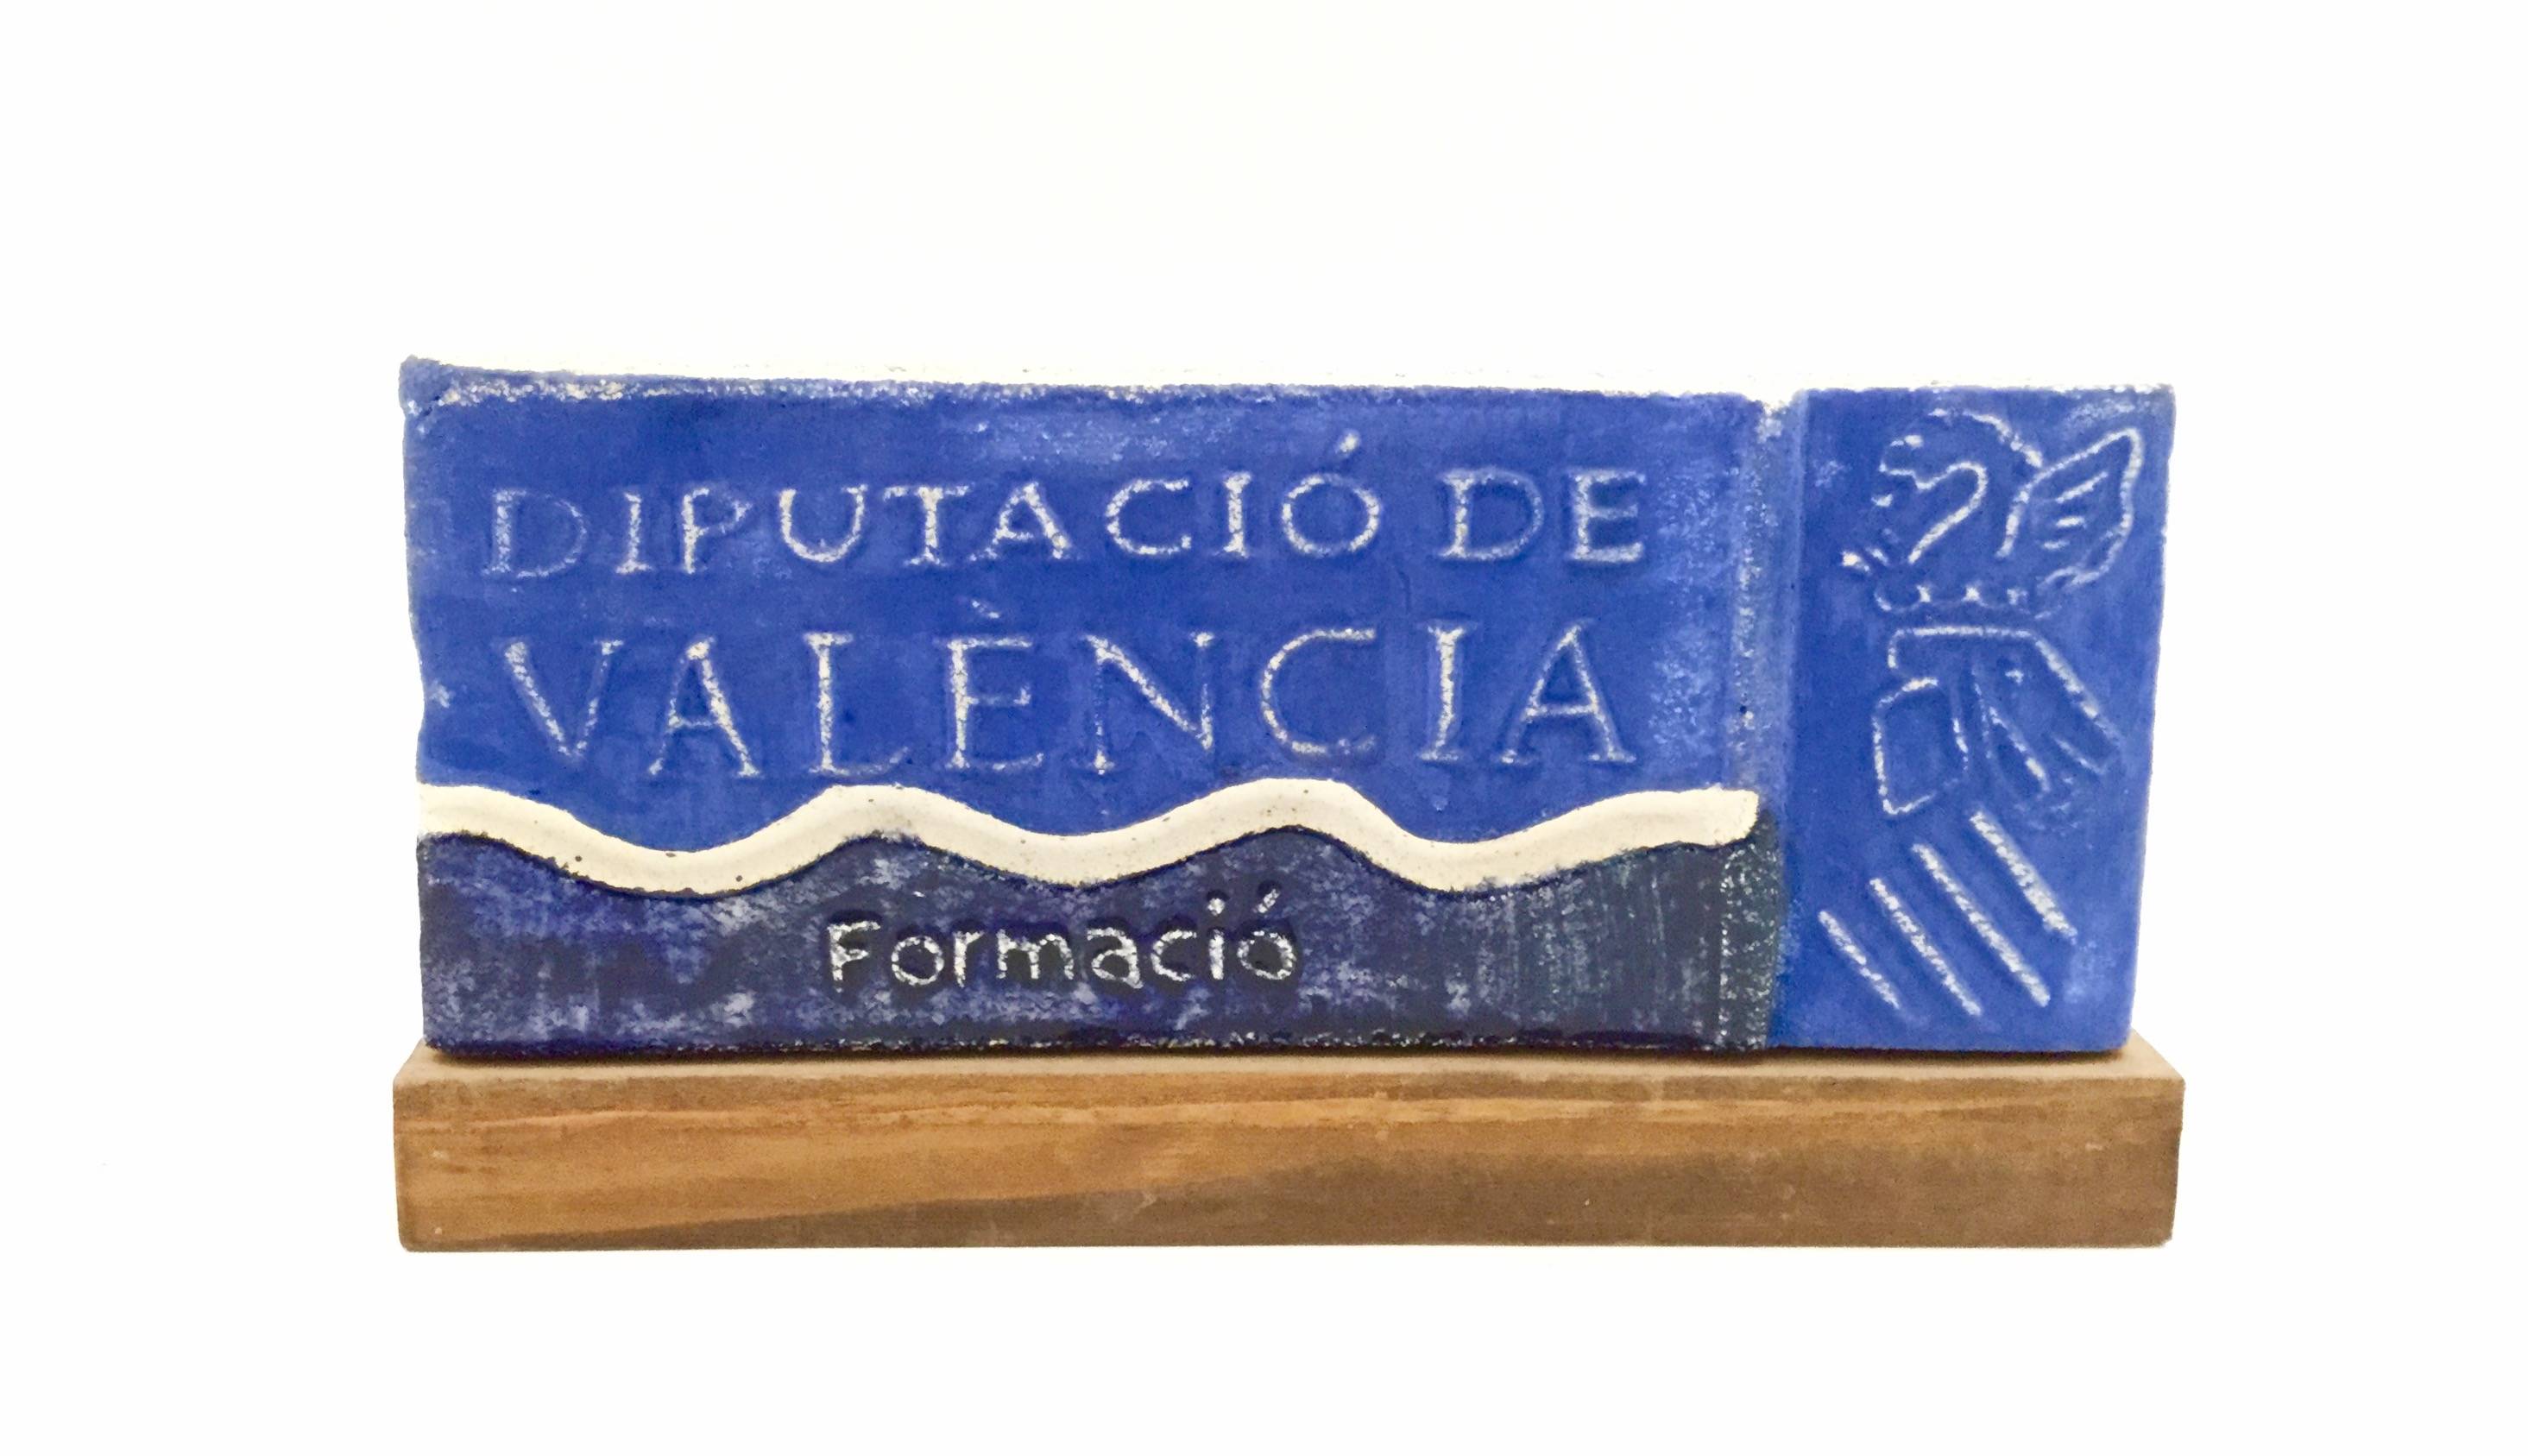 DIPUTACIÓ DE
VALÈNCIA
Formació